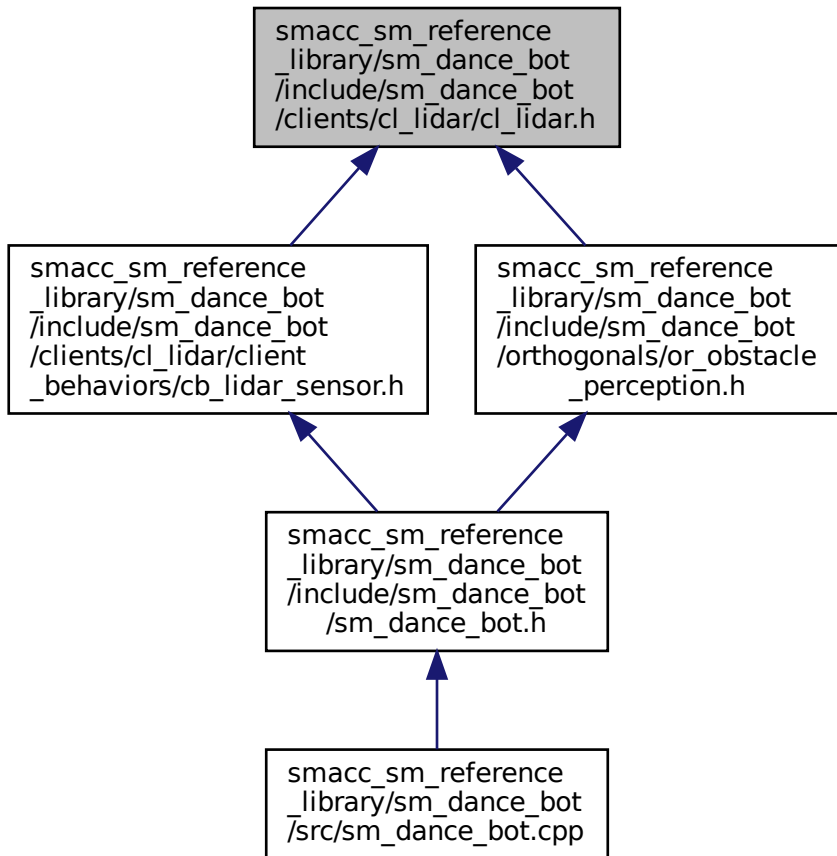 smacc_sm_reference
_library/sm_dance_bot
/include/sm_dance_bot
/clients/cl_lidar/cl_lidar.h
smacc_sm_reference
_library/sm_dance_bot
/include/sm_dance_bot
/clients/cl_lidar/client
_behaviors/cb_lidar_sensor.h
smacc_sm_reference
_library/sm_dance_bot
/include/sm_dance_bot
/orthogonals/or_obstacle
_perception.h
smacc_sm_reference
_library/sm_dance_bot
/include/sm_dance_bot
/sm_dance_bot.h
smacc_sm_reference
_library/sm_dance_bot
/src/sm_dance_bot.cpp